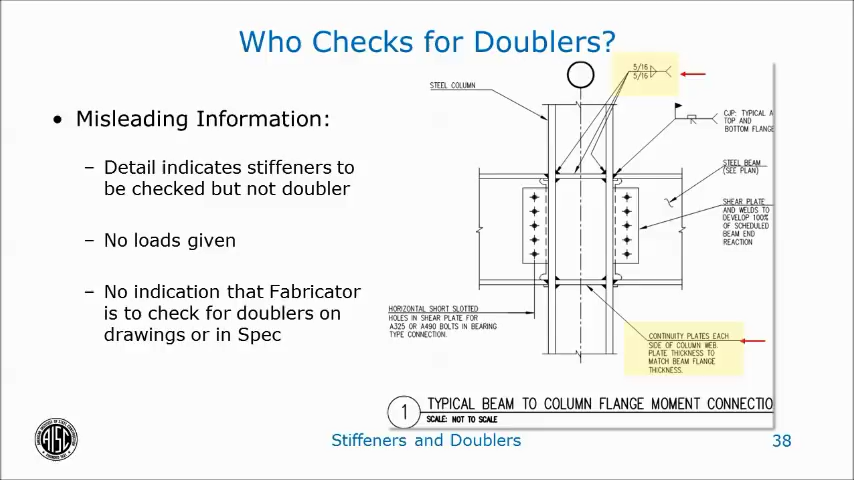 Who Checks for Doublers?
• Misleading Information:
– Detail indicates stiffeners to
be checked but not doubler
– No loads given
– No indication that Fabricator
is to check for doublers on
drawings or in Spec
5/16
5/16
STEEL COLUMN
CJP: TYPICAL A
TOP AND
BOTTOM FLANGE
STEEL BEAM
(SEE PLAN)
SHEAR PLATE
AND WELDS TO
DEVELOP 100%
OF SCHEDULED
BEAM END
REACTION
HORIZONTAL SHORT SLOTTED
HOLES IN SHEAR PLATE FOR
A325 OR A490 BOLTS IN BEARING
TYPE CONNECTION.
CONTINUITY PLATES EACH
SIDE OF COLUMN WEB.
PLATE THICKNESS TO
MATCH BEAM FLANGE
THICKNESS.
1
TYPICAL BEAM TO COLUMN FLANGE MOMENT CONNECTIO
SCALE: NOT TO SCALE
AISC
Stiffeners and Doublers
38